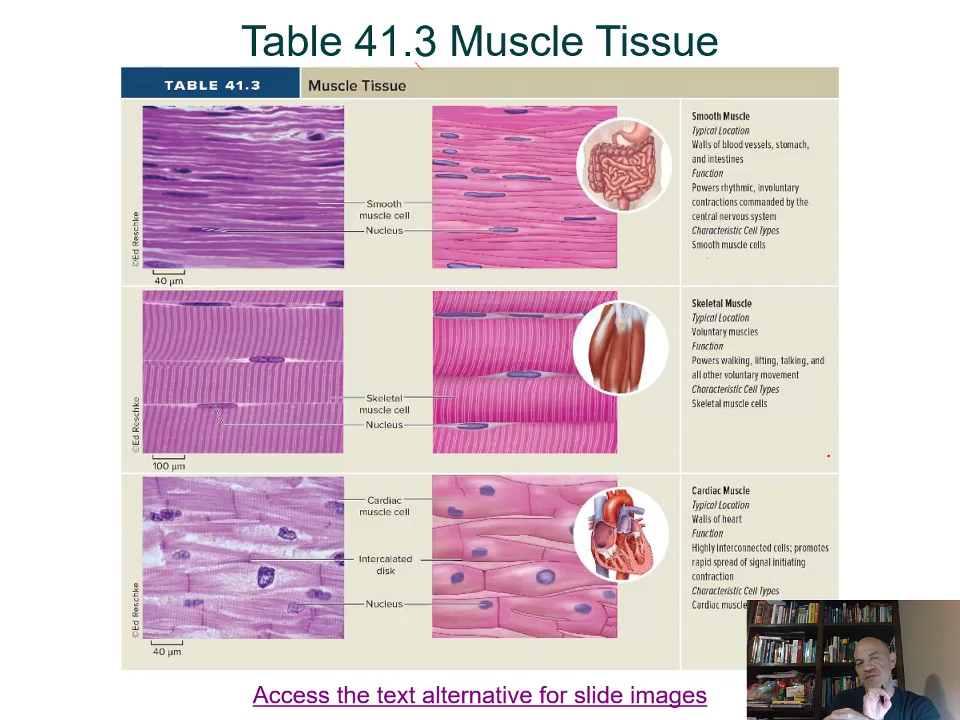 Table 41.3 Muscle Tissue
TABLE 41.3
Muscle Tissue
©Ed Reschke
40 µm
Smooth
muscle cell
Nucleus
Smooth Muscle
Typical Location
Walls of blood vessels, stomach,
and intestines
Function
Powers rhythmic, involuntary
contractions commanded by the
central nervous system
Characteristic Cell Types
Smooth muscle cells
©Ed Reschke
100 µm
Skeletal
muscle cell
Nucleus
Skeletal Muscle
Typical Location
Voluntary muscles
Function
Powers walking, lifting, talking, and
all other voluntary movement
Characteristic Cell Types
Skeletal muscle cells
©Ed Reschke
40 µm
Cardiac
muscle cell
Intercalated
disk
Nucleus
Cardiac Muscle
Typical Location
Walls of heart
Function
Highly interconnected cells; promotes
rapid spread of signal initiating
contraction
Characteristic Cell Types
Cardiac muscle
Access the text alternative for slide images